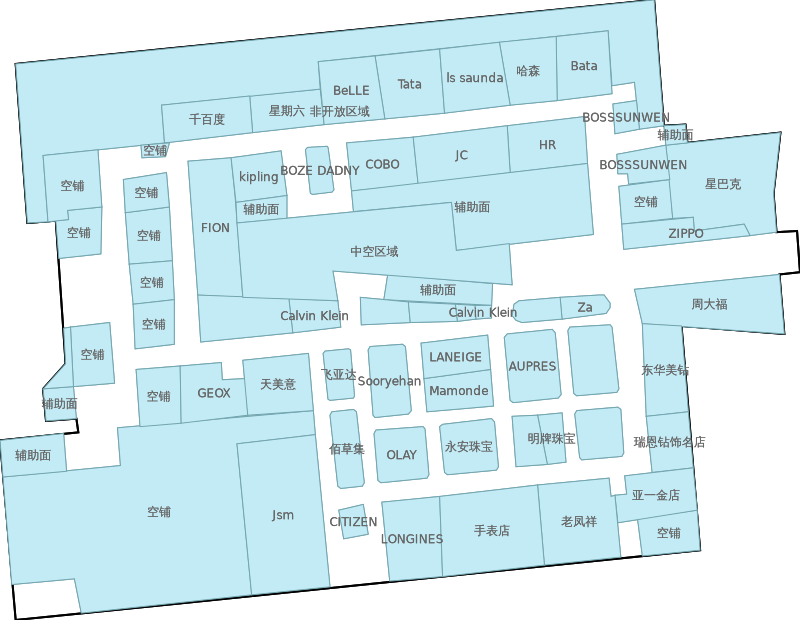 BeLLE
Tata
ls saunda
哈森
Bata
千百度
星期六
非开放区域
BOSSSUNWEN
辅助面
空铺
空铺
kipling
BOZE DADNY
COBO
JC
HR
BOSSSUNWEN
星巴克
空铺
空铺
辅助面
辅助面
空铺
FION
空铺
空铺
ZIPPO
中空区域
空铺
辅助面
空铺
Calvin Klein
Calvin Klein
Za
周大福
空铺
飞亚达
Sooryehan
LANEIGE
AUPRES
东华美钻
辅助面
空铺
GEOX
天美意
Mamonde
辅助面
佰草集
OLAY
永安珠宝
明牌珠宝
瑞恩钻饰名店
空铺
Jsm
CITIZEN
LONGINES
手表店
老凤祥
亚一金店
空铺